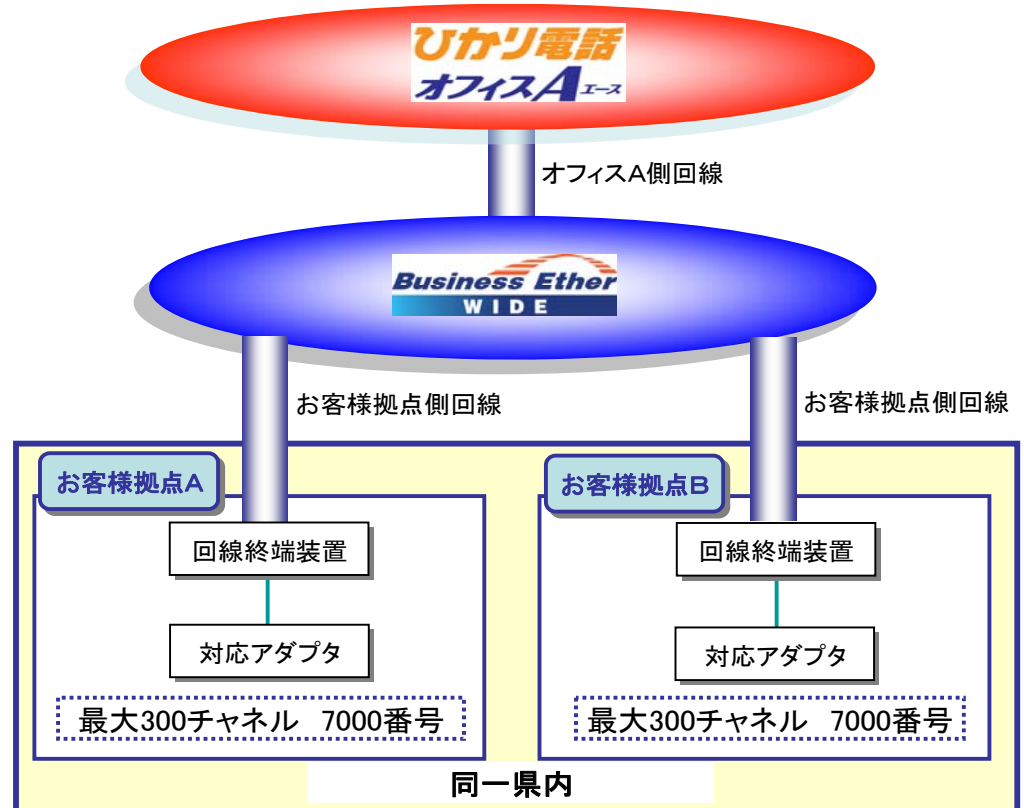 ひかり電話
オフィスA エース
オフィスA側回線
Business Ether
WIDE
お客様拠点側回線
お客様拠点側回線
お客様拠点A
回線終端装置
対応アダプタ
最大300チャネル 7000番号
お客様拠点B
回線終端装置
対応アダプタ
最大300チャネル 7000番号
同一県内